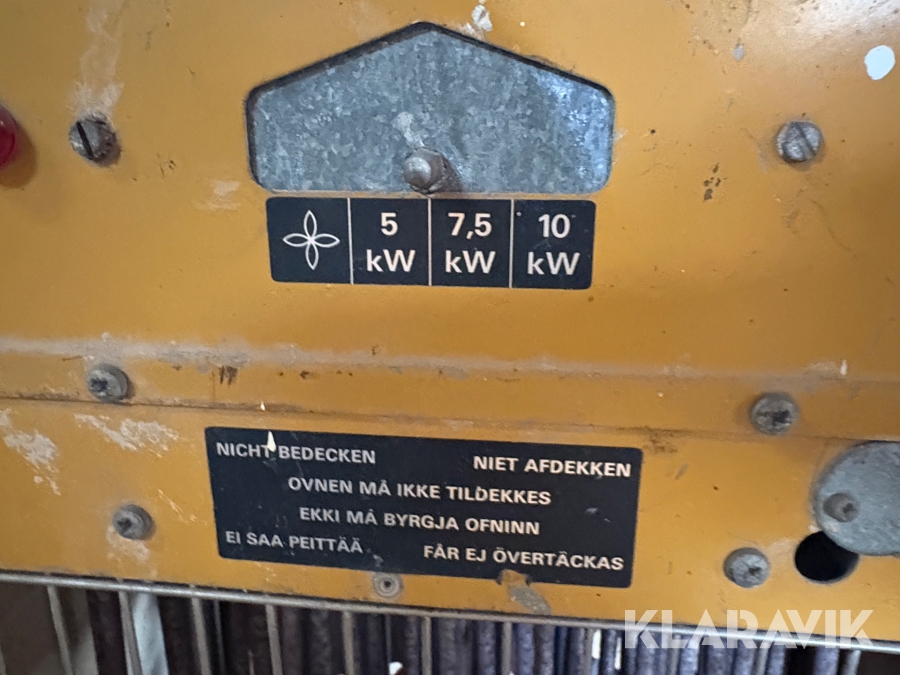 5 kW
7,5 kW
10 kW
NICHT BEDECKEN
NIET AFDEKKEN
OVNEN MÅ IKKE TILDEKKES
EKKI MÁ BYRGJA OFNINN
EI SAA PEITTÄÄ
FÅR EJ ÖVERTÄCKAS
KLARAVIK